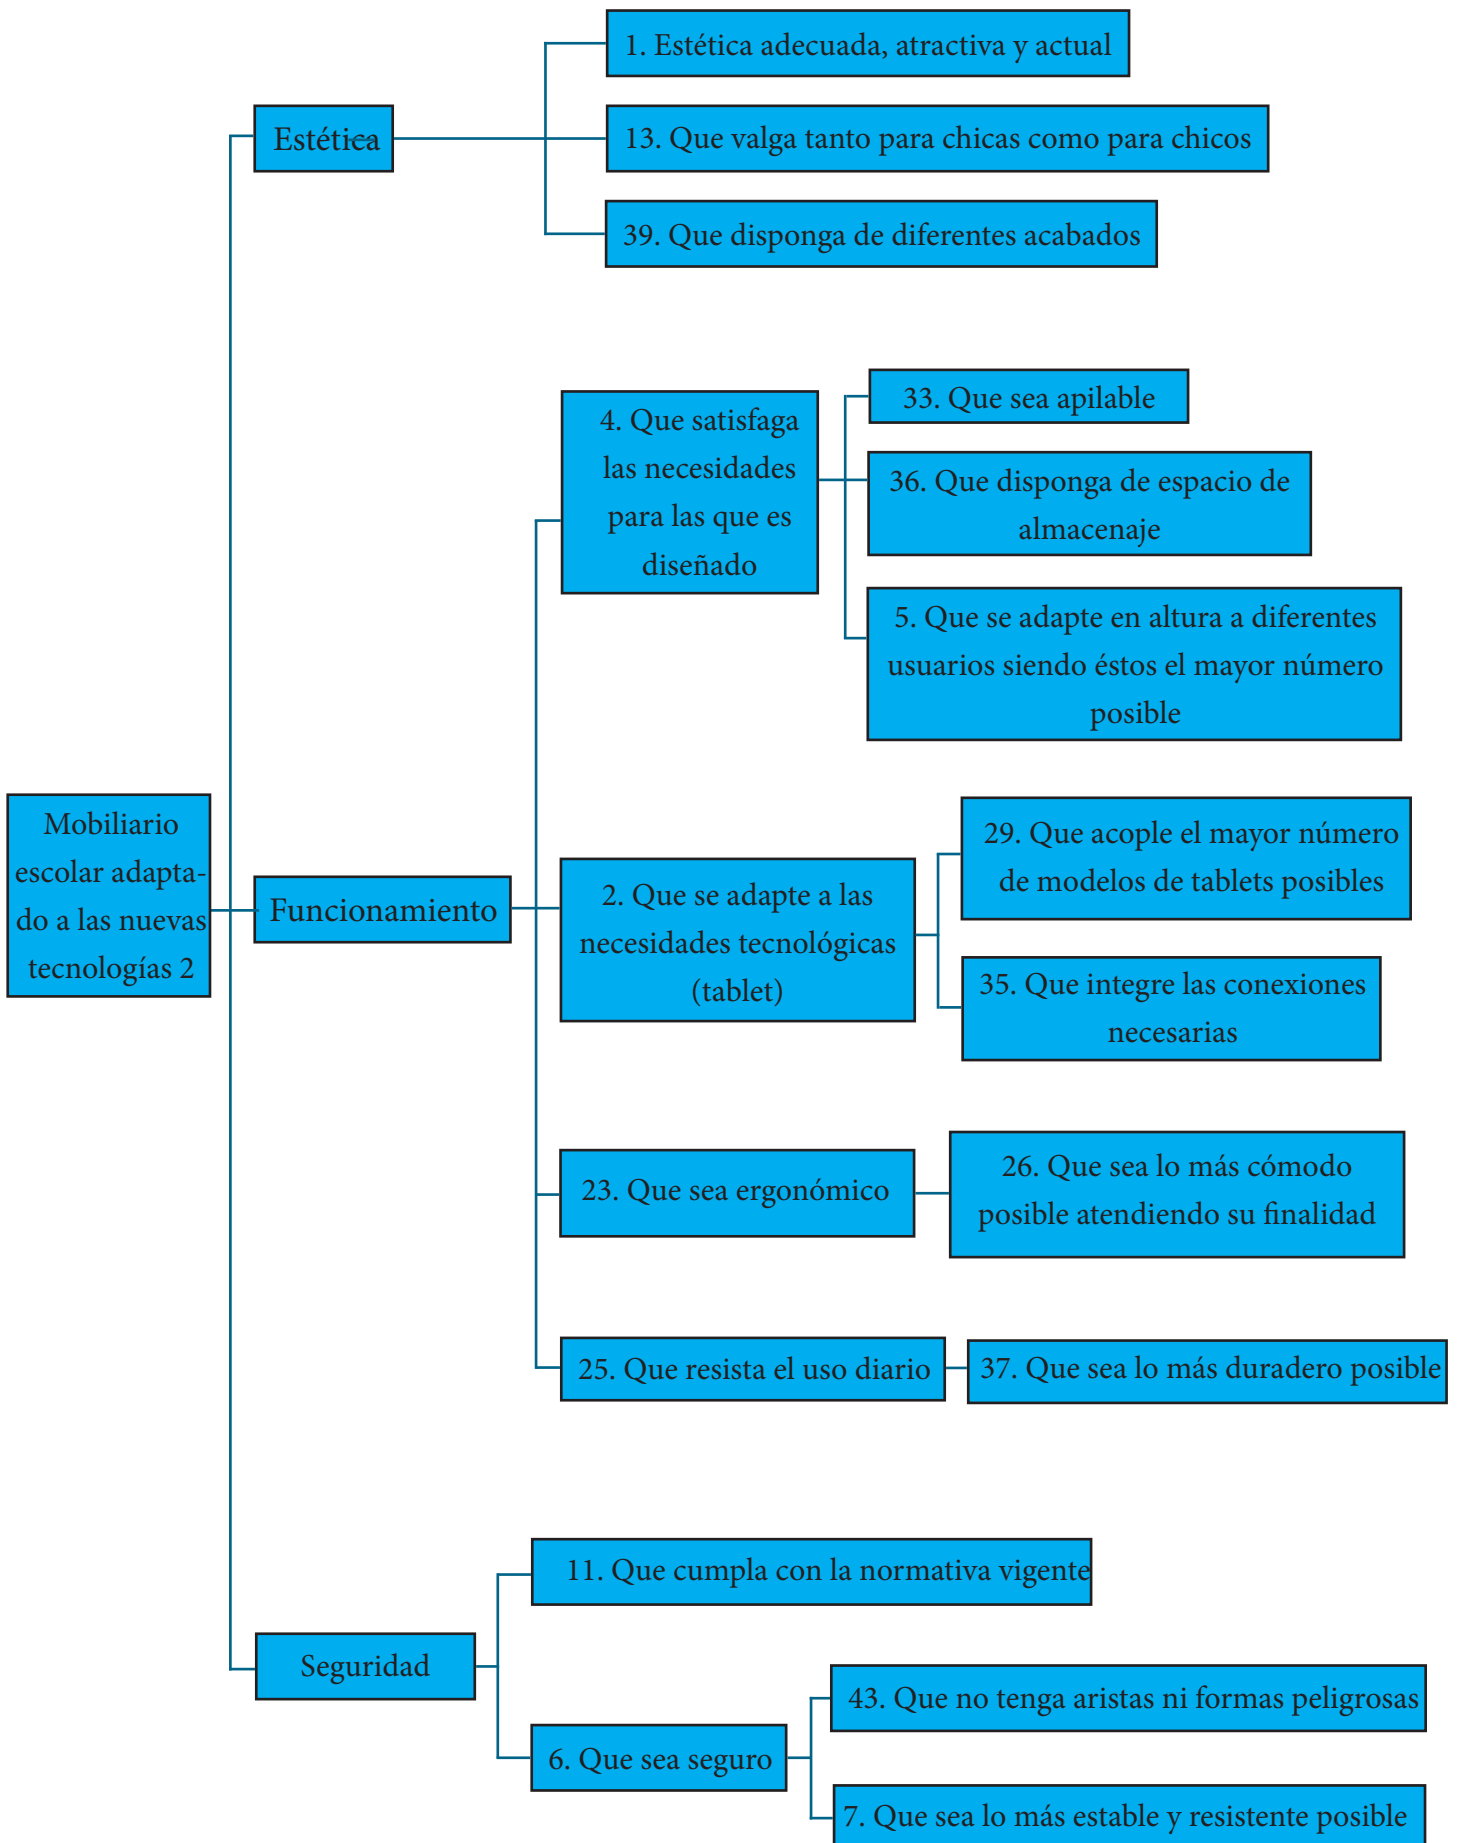 1. Estética adecuada, atractiva y actual
Estética
13. Que valga tanto para chicas como para chicos
39. Que disponga de diferentes acabados
4. Que satisfaga
las necesidades
para las que es
diseñado
33. Que sea apilable
36. Que disponga de espacio de
almacenaje
5. Que se adapte en altura a diferentes
usuarios siendo éstos el mayor número
posible
Mobiliario
escolar adapta-
do a las nuevas
tecnologías 2
Funcionamiento
2. Que se adapte a las
necesidades tecnológicas
(tablet)
29. Que acople el mayor número
de modelos de tablets posibles
35. Que integre las conexiones
necesarias
23. Que sea ergonómico
26. Que sea lo más cómodo
posible atendiendo su finalidad
25. Que resista el uso diario
37. Que sea lo más duradero posible
Seguridad
11. Que cumpla con la normativa vigente
6. Que sea seguro
43. Que no tenga aristas ni formas peligrosas
7. Que sea lo más estable y resistente posible